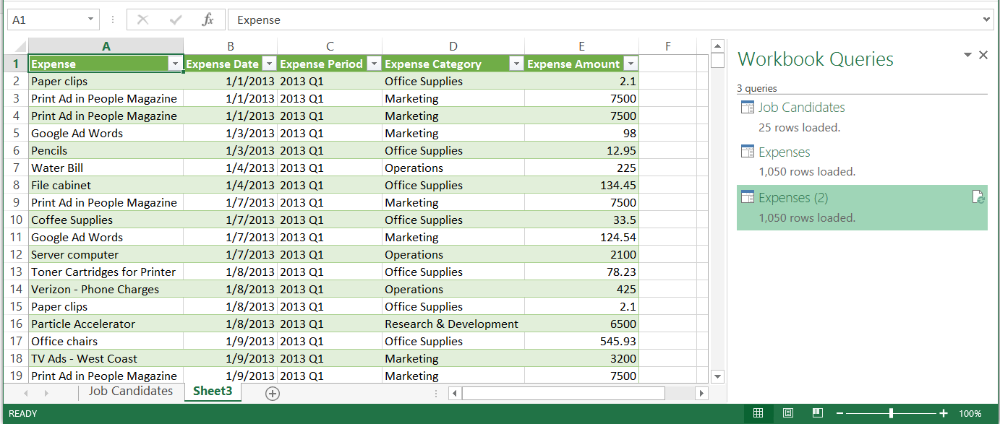 A1 fx Expense
A B C D E F
1 Expense Expense Date Expense Period Expense Category Expense Amount
2 Paper clips 1/1/2013 2013 Q1 Office Supplies 2.1
3 Print Ad in People Magazine 1/1/2013 2013 Q1 Marketing 7500
4 Print Ad in People Magazine 1/1/2013 2013 Q1 Marketing 7500
5 Google Ad Words 1/3/2013 2013 Q1 Marketing 98
6 Pencils 1/3/2013 2013 Q1 Office Supplies 12.95
7 Water Bill 1/4/2013 2013 Q1 Operations 225
8 File cabinet 1/4/2013 2013 Q1 Office Supplies 134.45
9 Print Ad in People Magazine 1/7/2013 2013 Q1 Marketing 7500
10 Coffee Supplies 1/7/2013 2013 Q1 Office Supplies 33.5
11 Google Ad Words 1/7/2013 2013 Q1 Marketing 124.54
12 Server computer 1/7/2013 2013 Q1 Operations 2100
13 Toner Cartridges for Printer 1/8/2013 2013 Q1 Office Supplies 78.23
14 Verizon - Phone Charges 1/8/2013 2013 Q1 Operations 425
15 Paper clips 1/8/2013 2013 Q1 Office Supplies 2.1
16 Particle Accelerator 1/8/2013 2013 Q1 Research & Development 6500
17 Office chairs 1/9/2013 2013 Q1 Office Supplies 545.93
18 TV Ads - West Coast 1/9/2013 2013 Q1 Marketing 3200
19 Print Ad in People Magazine 1/9/2013 2013 Q1 Marketing 7500
Job Candidates Sheet3
Workbook Queries
3 queries
Job Candidates
25 rows loaded.
Expenses
1,050 rows loaded.
Expenses (2)
1,050 rows loaded.
READY 100%